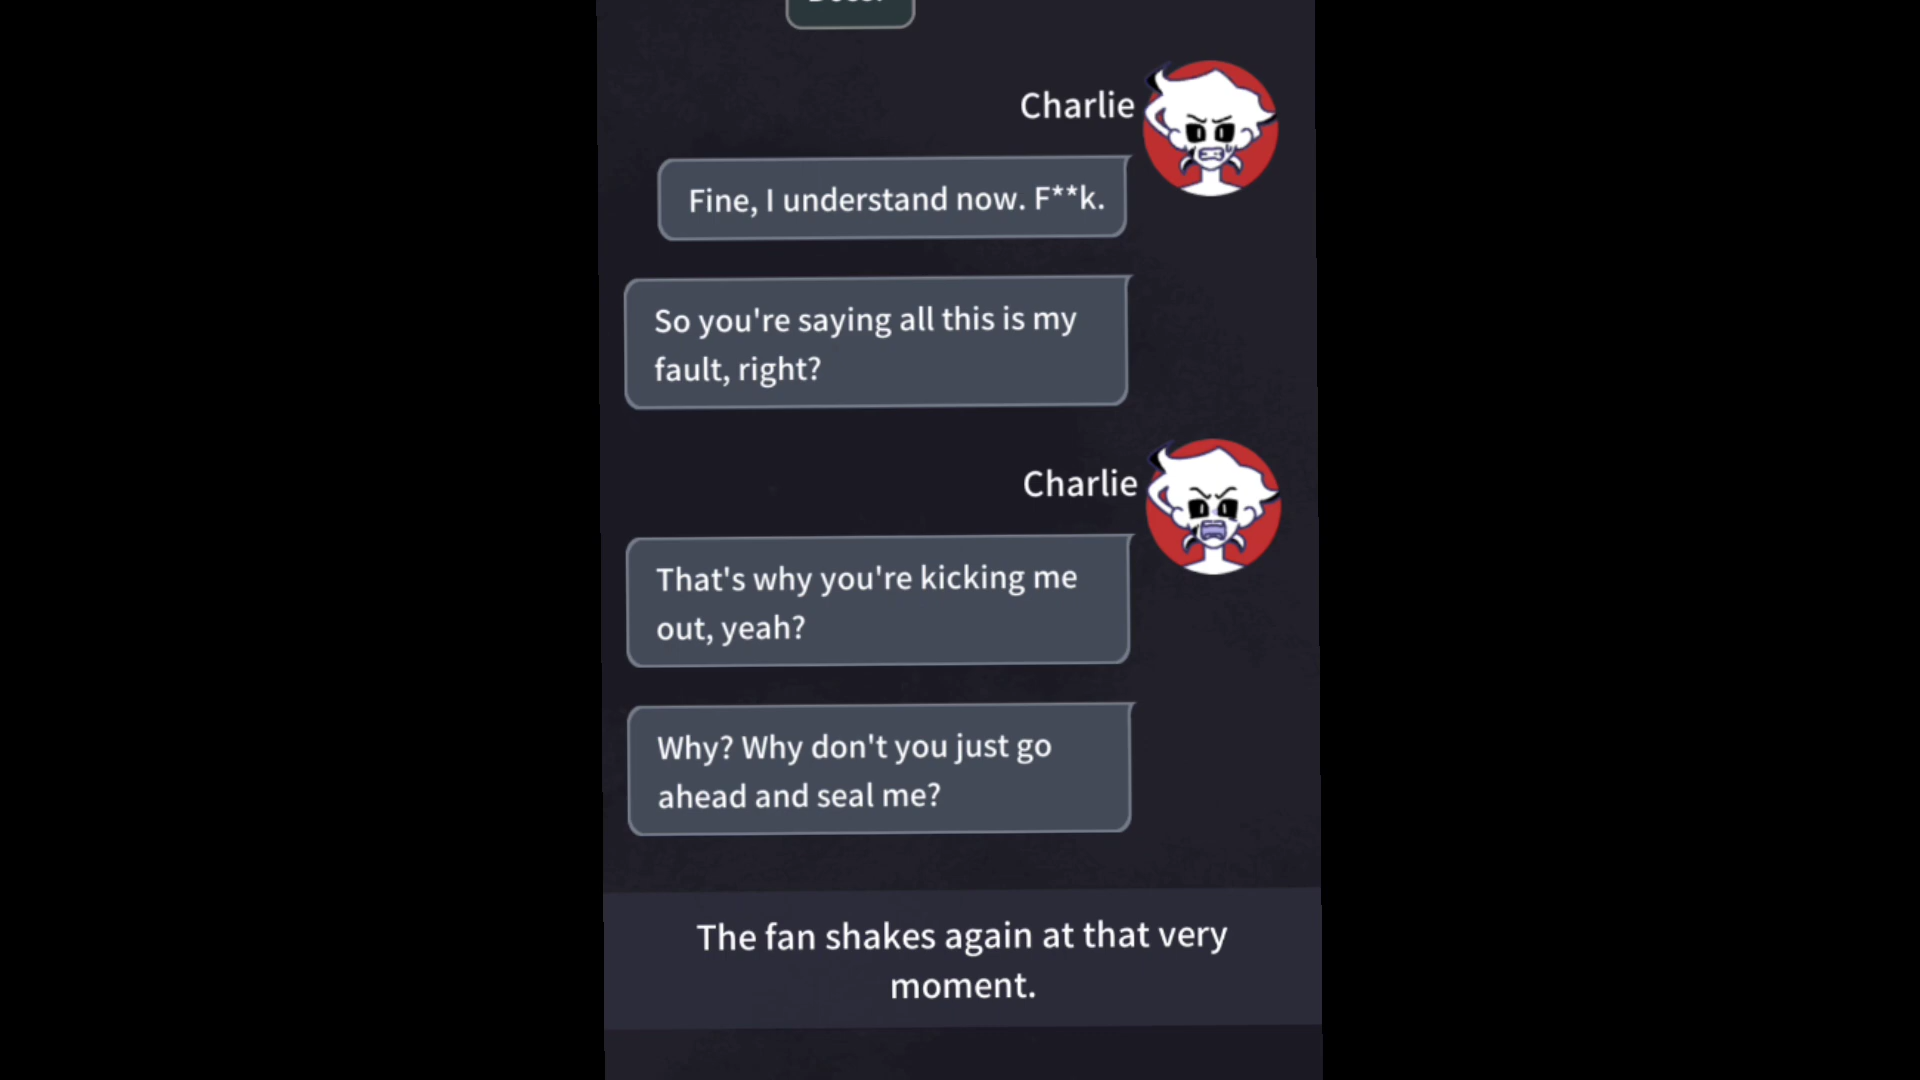 Charlie
Fine, I understand now. F**k.
So you're saying all this is my
fault, right?
Charlie
That's why you're kicking me
out, yeah?
Why? Why don't you just go
ahead and seal me?
The fan shakes again at that very
moment.